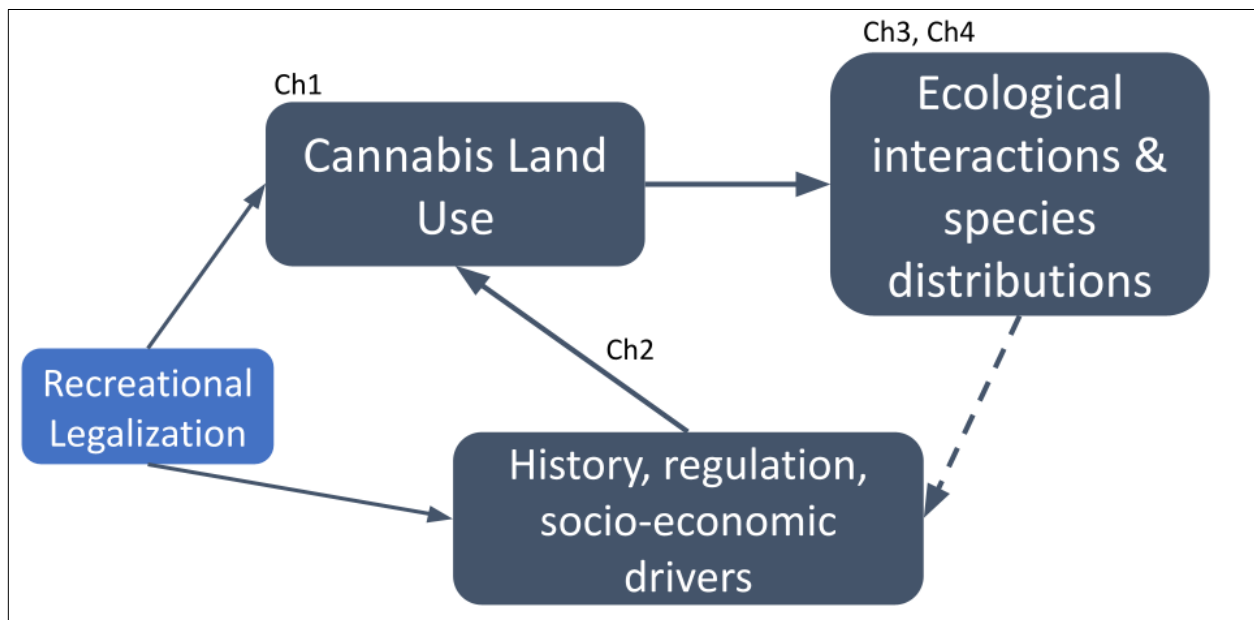 Ch3, Ch4
Ch1
Ecological
interactions &
species
distributions
Cannabis Land
Use
Ch2
Recreational
Legalization
History, regulation,
socio-economic
drivers